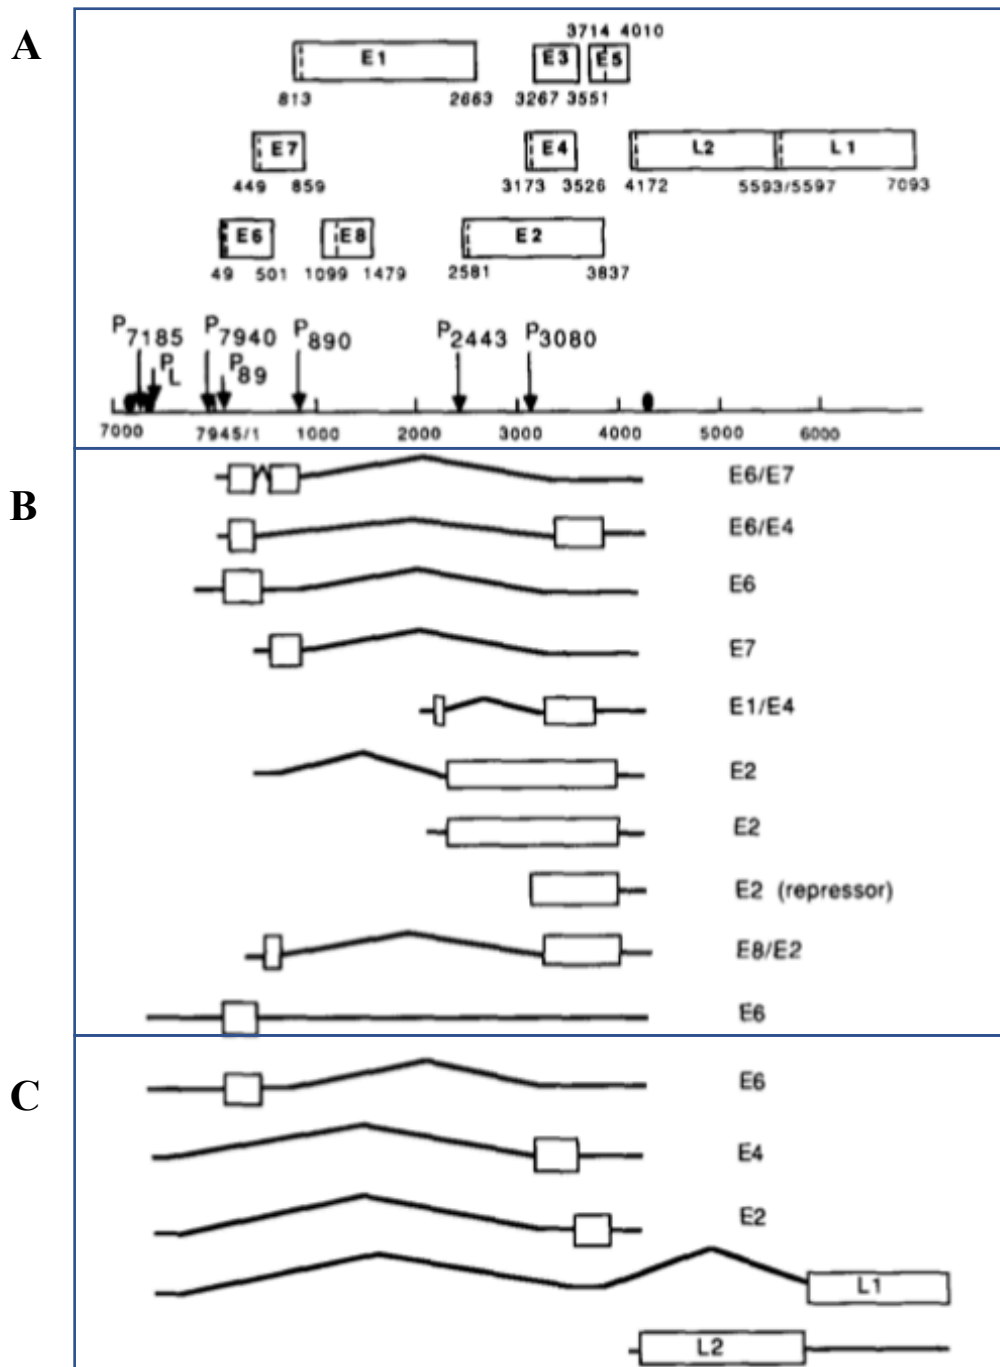 A
3714 4010
E1 E3 E5
813 2663 3267 3551
E7 E4 L2 L1
449 859 3173 3526 4172 5593/5597 7093
E6 E8 E2
49 501 1099 1479 2581 3837
P7185 P7940 P890 P2443 P3080
PL P89
7000 7945/1 1000 2000 3000 4000 5000 6000
B
E6/E7
E6/E4
E6
E7
E1/E4
E2
E2
E2 (repressor)
E8/E2
E6
C
E6
E4
E2
L1
L2